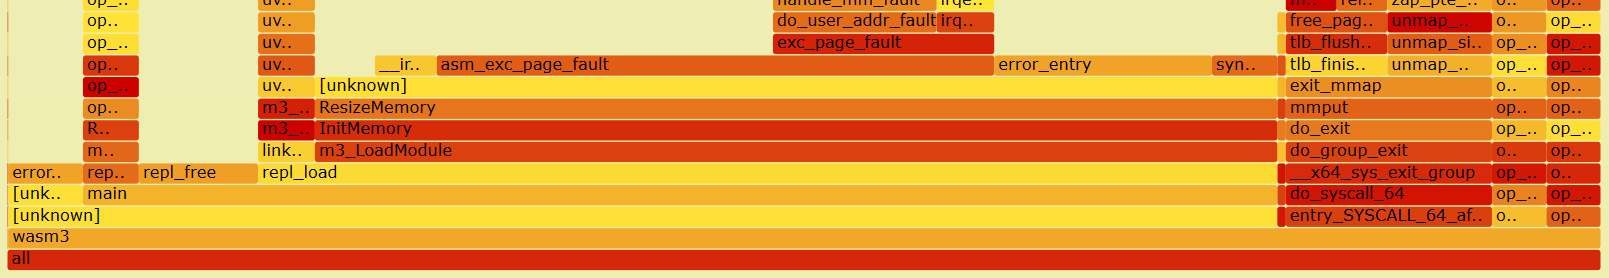 op_.. uv.. handle_mm_fault irqe.. zap_pte_.. o.. op..
op.. uv.. do_user_addr_fault irq.. free_pag.. unmap_.. o.. op_..
op_.. uv.. exc_page_fault tlb_flush.. unmap_si.. op_.. op_..
op.. uv.. __ir.. asm_exc_page_fault error_entry syn.. tlb_finis.. unmap_.. op_.. op_..
op_.. uv.. [unknown] exit_mmap o.. op..
op.. m3_.. ResizeMemory mmput op.. op..
R.. m3_.. InitMemory do_exit op_.. op_..
m.. link.. m3_LoadModule do_group_exit o.. op..
error.. rep.. repl_free repl_load __x64_sys_exit_group op_.. o..
[unk.. main do_syscall_64 op_.. op_..
[unknown] entry_SYSCALL_64_af.. o.. op..
wasm3
all